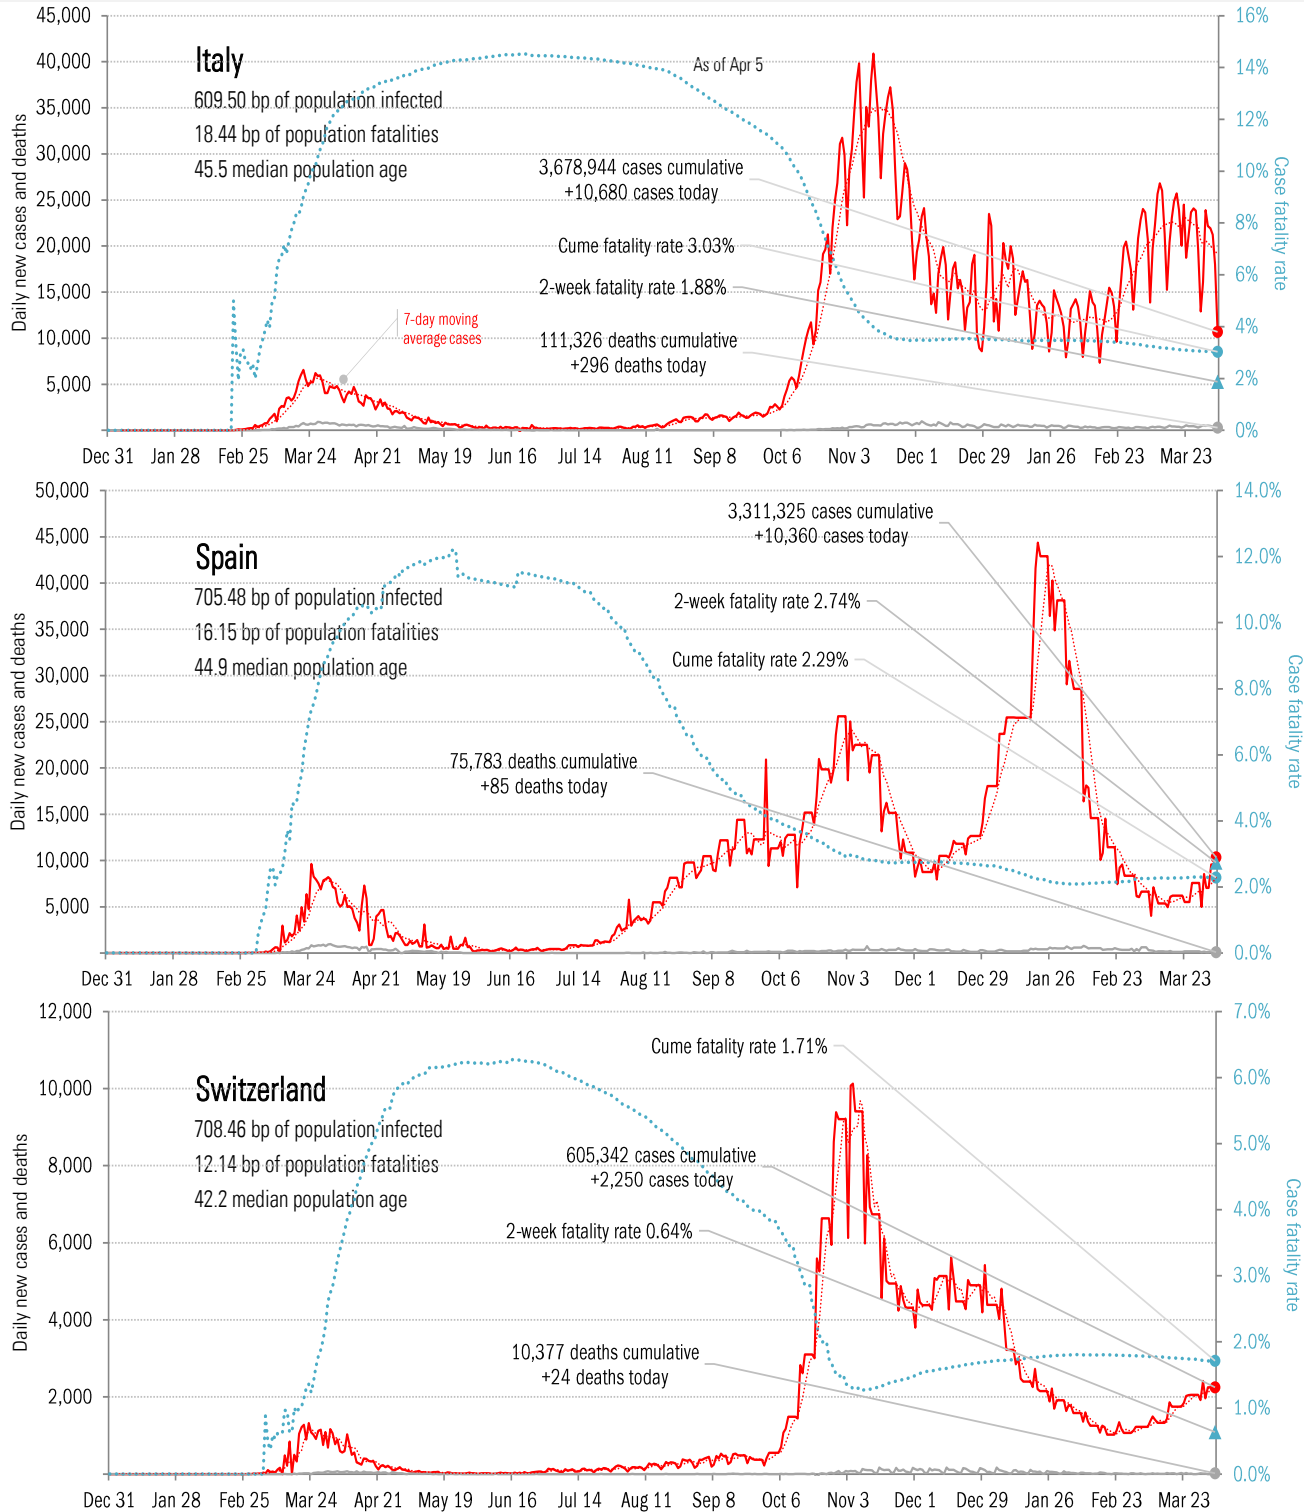 45,000
40,000
35,000
30,000
25,000
20,000
15,000
10,000
5,000
Daily new cases and deaths
Italy
609.50 bp of population infected
18.44 bp of population fatalities
45.5 median population age
As of Apr 5
3,678,944 cases cumulative
+10,680 cases today
Cume fatality rate 3.03%
2-week fatality rate 1.88%
7-day moving
average cases
111,326 deaths cumulative
+296 deaths today
16%
14%
12%
10%
8%
6%
4%
2%
0%
Case fatality rate
Dec 31 Jan 28 Feb 25 Mar 24 Apr 21 May 19 Jun 16 Jul 14 Aug 11 Sep 8 Oct 6 Nov 3 Dec 1 Dec 29 Jan 26 Feb 23 Mar 23
50,000
45,000
40,000
35,000
30,000
25,000
20,000
15,000
10,000
5,000
Daily new cases and deaths
Spain
705.48 bp of population infected
16.15 bp of population fatalities
44.9 median population age
3,311,325 cases cumulative
+10,360 cases today
2-week fatality rate 2.74%
Cume fatality rate 2.29%
75,783 deaths cumulative
+85 deaths today
14.0%
12.0%
10.0%
8.0%
6.0%
4.0%
2.0%
0.0%
Case fatality rate
Dec 31 Jan 28 Feb 25 Mar 24 Apr 21 May 19 Jun 16 Jul 14 Aug 11 Sep 8 Oct 6 Nov 3 Dec 1 Dec 29 Jan 26 Feb 23 Mar 23
12,000
10,000
8,000
6,000
4,000
2,000
Daily new cases and deaths
Switzerland
708.46 bp of population infected
12.14 bp of population fatalities
42.2 median population age
Cume fatality rate 1.71%
605,342 cases cumulative
+2,250 cases today
2-week fatality rate 0.64%
10,377 deaths cumulative
+24 deaths today
7.0%
6.0%
5.0%
4.0%
3.0%
2.0%
1.0%
0.0%
Case fatality rate
Dec 31 Jan 28 Feb 25 Mar 24 Apr 21 May 19 Jun 16 Jul 14 Aug 11 Sep 8 Oct 6 Nov 3 Dec 1 Dec 29 Jan 26 Feb 23 Mar 23